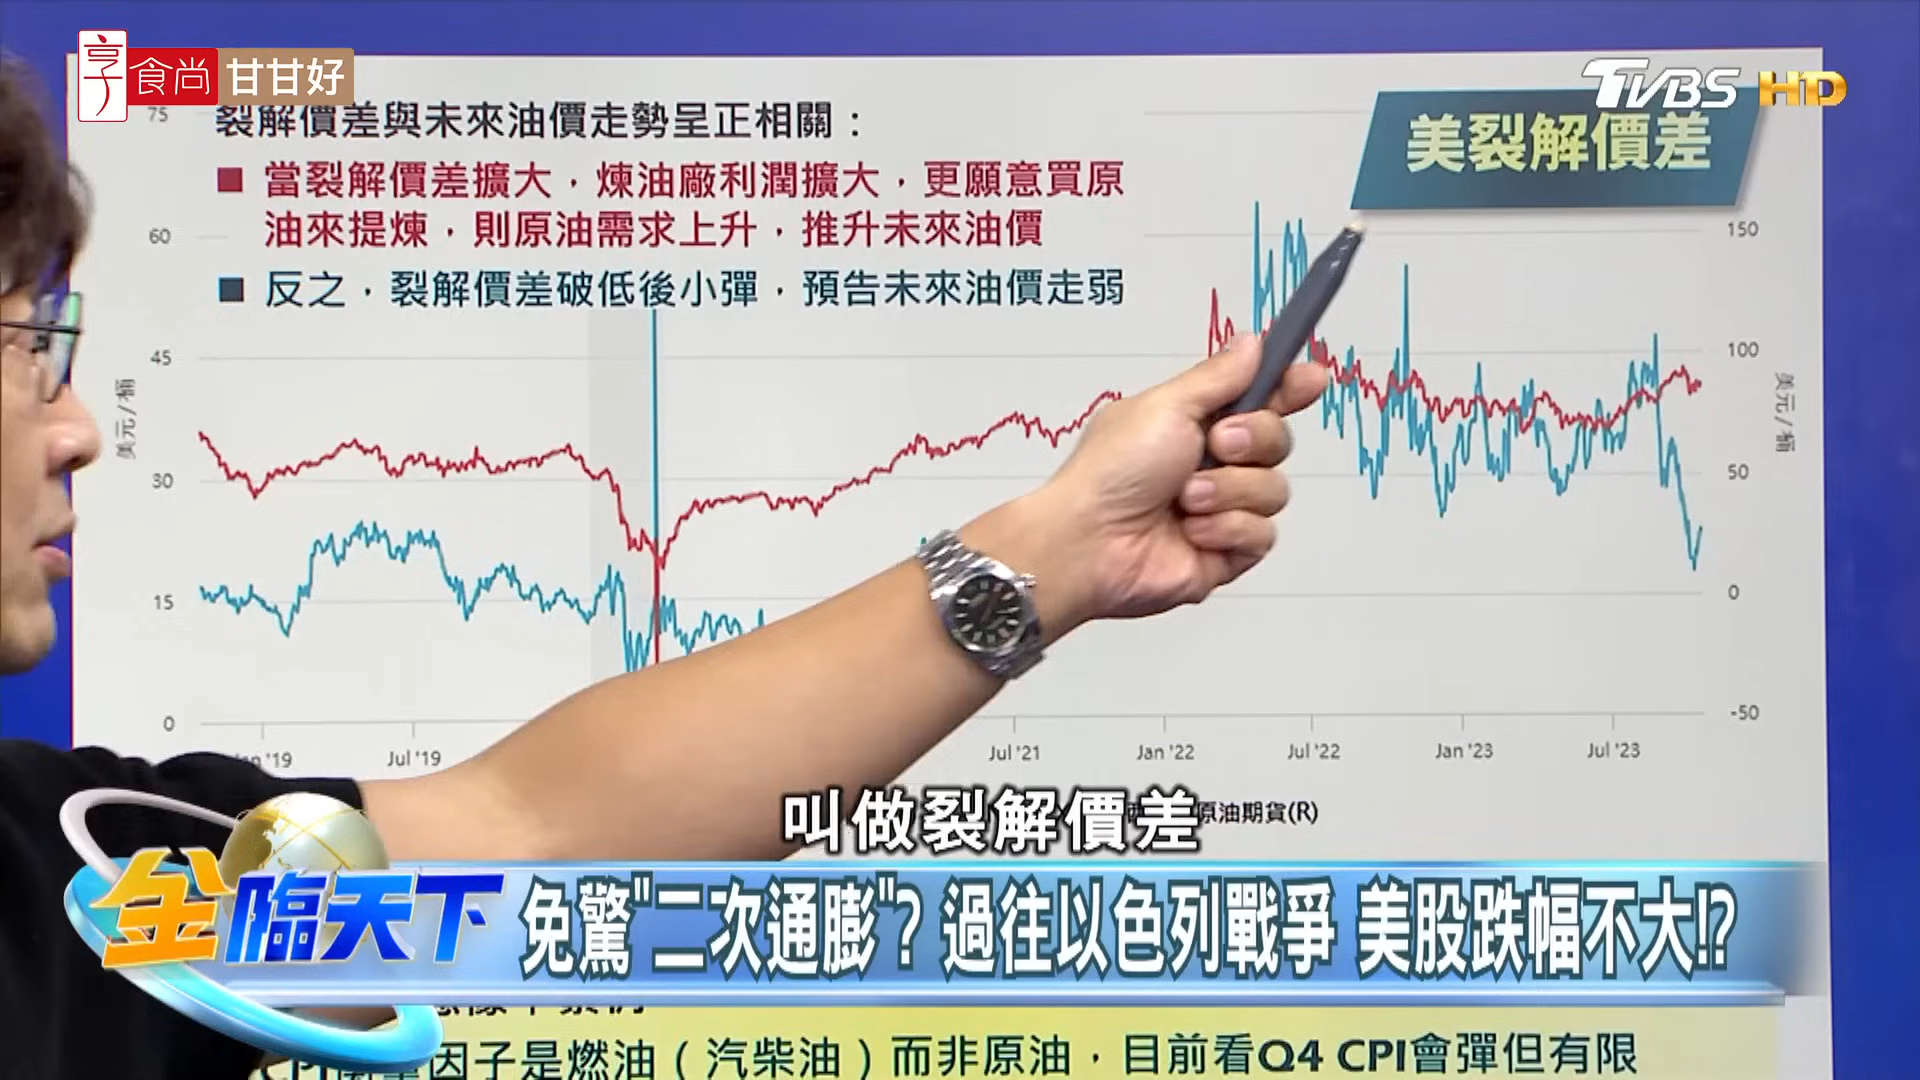 享 食尚 甘甘好
TVBS HD
美裂解價差
裂解價差與未來油價走勢呈正相關：
■ 當裂解價差擴大，煉油廠利潤擴大，更願意買原
油來提煉，則原油需求上升，推升未來油價
■ 反之，裂解價差破低後小彈，預告未來油價走弱
75
60
45
30
15
0
美元/桶
150
100
50
0
-50
美元/桶
Jul '19
Jul '21
Jan '22
Jul '22
Jan '23
Jul '23
原油期貨(R)
叫做裂解價差
金臨天下
免驚"二次通膨"? 過往以色列戰爭 美股跌幅不大!?
因子是燃油（汽柴油）而非原油，目前看Q4 CPI會彈但有限